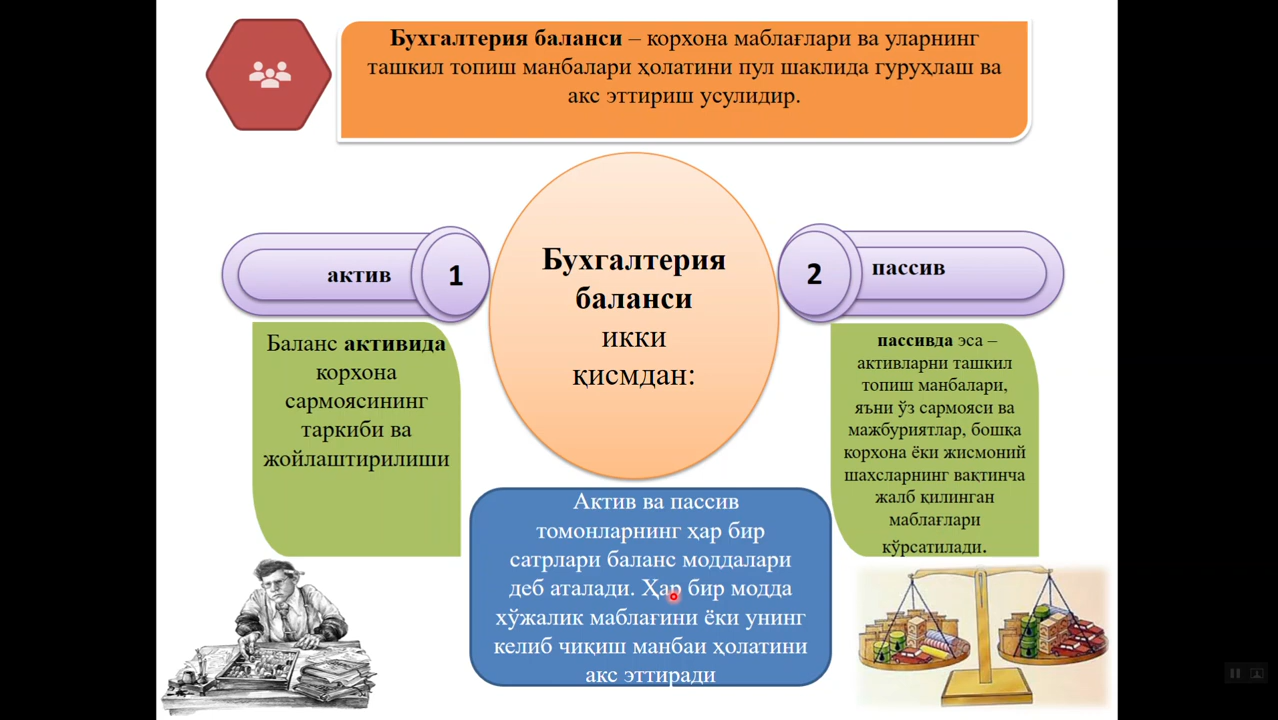 Бухгалтерия баланси – корхона маблағлари ва уларнинг
ташкил топиш манбалари ҳолатини пул шаклида гуруҳлаш ва
акс эттириш усулидир.
актив
1
Бухгалтерия
баланси
икки
қисмдан:
2
пассив
Баланс активида
корхона
сармоясининг
таркиби ва
жойлаштирилиши
пассивда эса –
активларни ташкил
топиш манбалари,
яъни ўз сармояси ва
мажбуриятлар, бошқа
корхона ёки жисмоний
шахсларнинг вақтинча
жалб қилинган
маблағлари
кўрсатилади.
Актив ва пассив
томонларнинг ҳар бир
сатрлари баланс моддалари
деб аталади. Ҳар бир модда
хўжалик маблағини ёки унинг
келиб чиқиш манбаи ҳолатини
акс эттиради